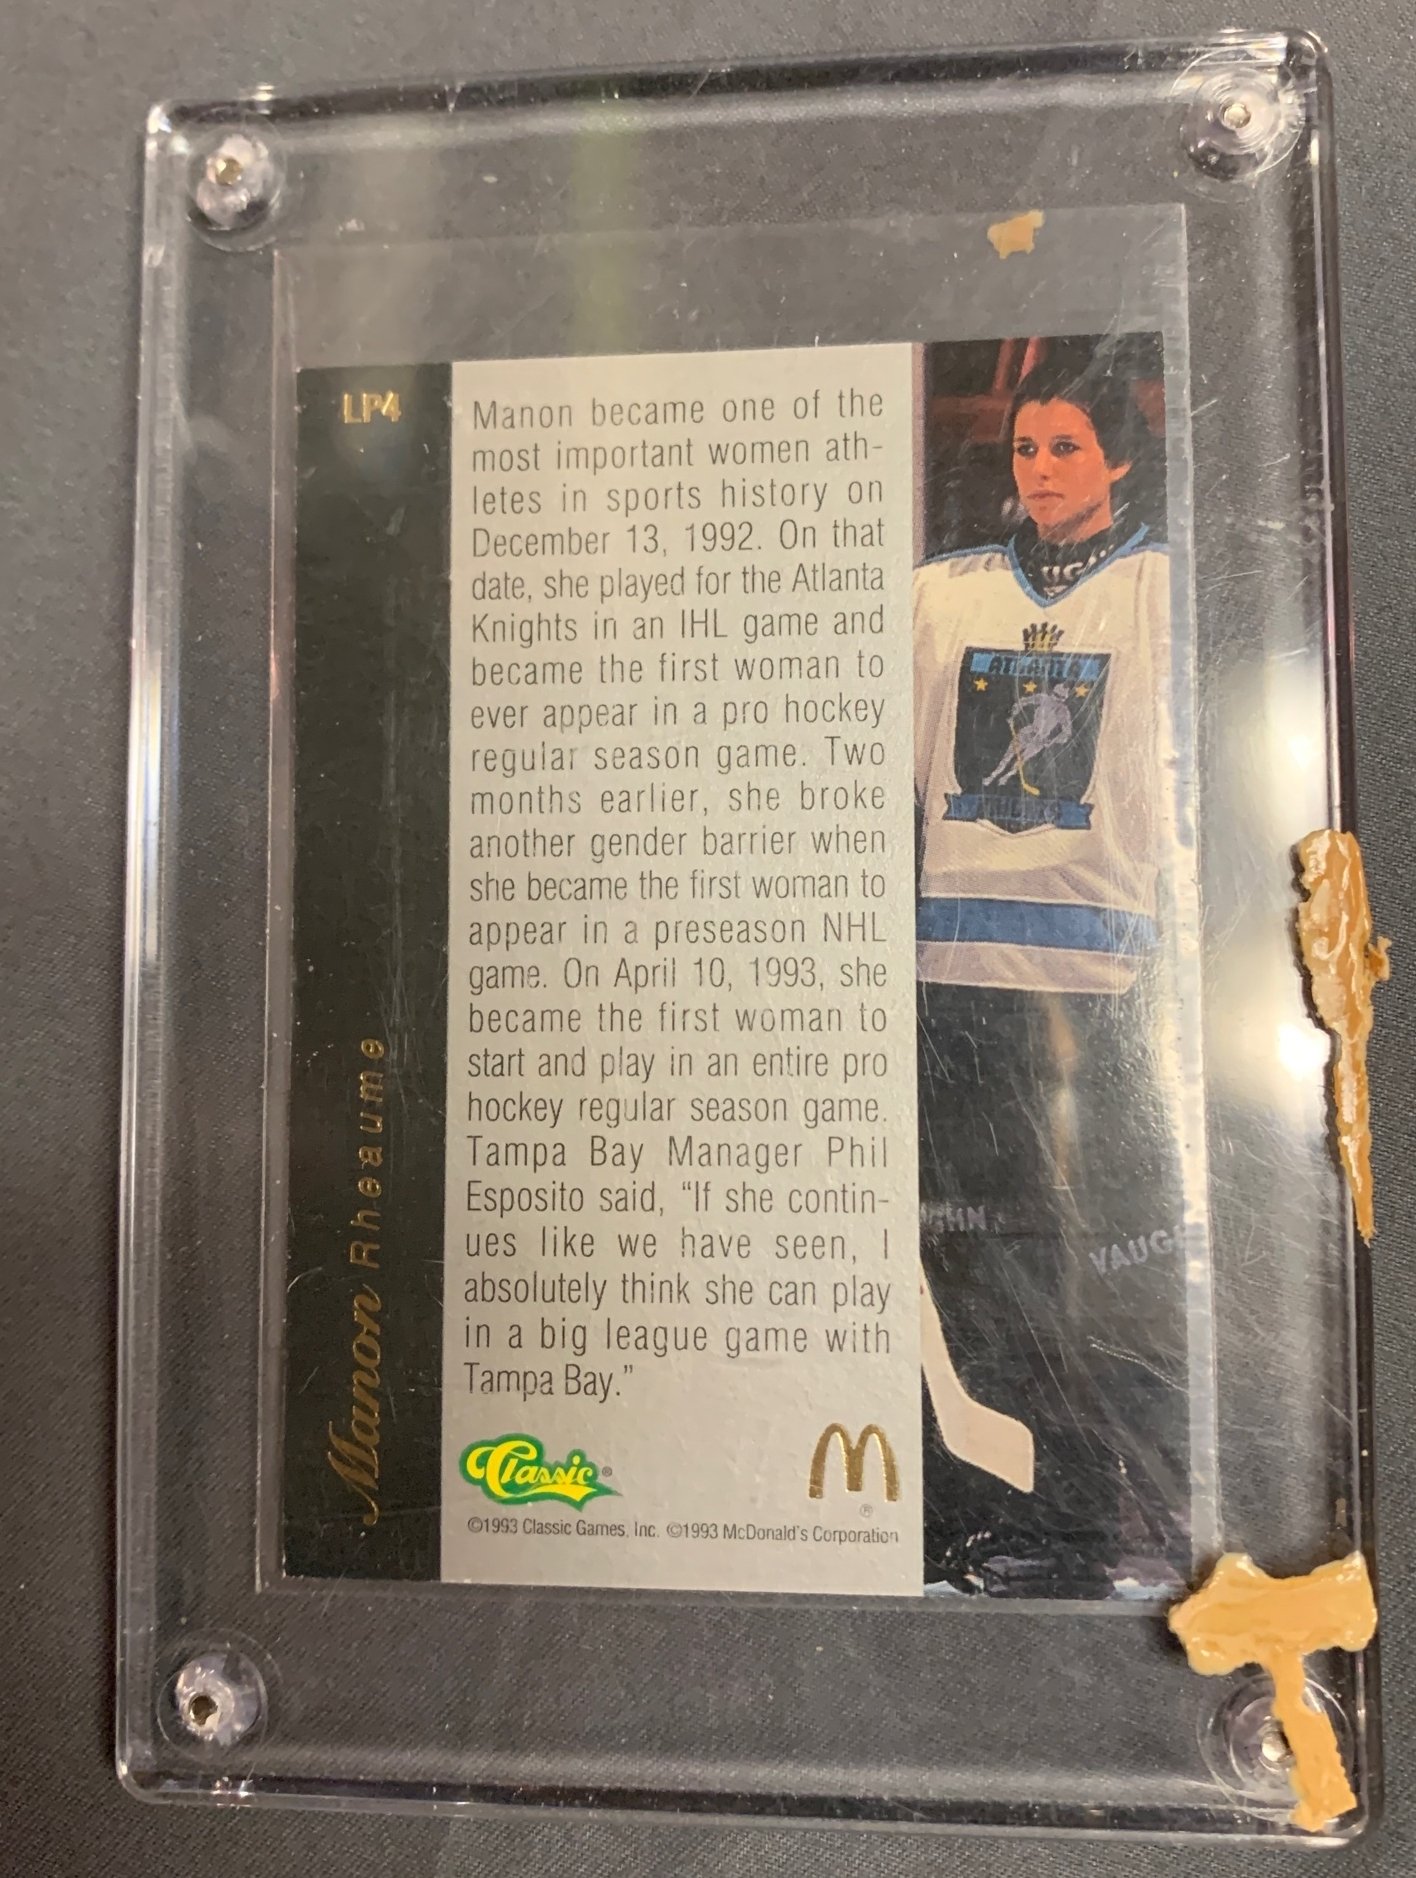 LP4
Manon Rheaume
Manon became one of the
most important women ath-
letes in sports history on
December 13, 1992. On that
date, she played for the Atlanta
Knights in an IHL game and
became the first woman to
ever appear in a pro hockey
regular season game. Two
months earlier, she broke
another gender barrier when
she became the first woman to
appear in a preseason NHL
game. On April 10, 1993, she
became the first woman to
start and play in an entire pro
hockey regular season game.
Tampa Bay Manager Phil
Esposito said, “If she contin-
ues like we have seen, I
absolutely think she can play
in a big league game with
Tampa Bay.”
Classic®
M
®
©1993 Classic Games, Inc. ©1993 McDonald's Corporation
ATLANTA